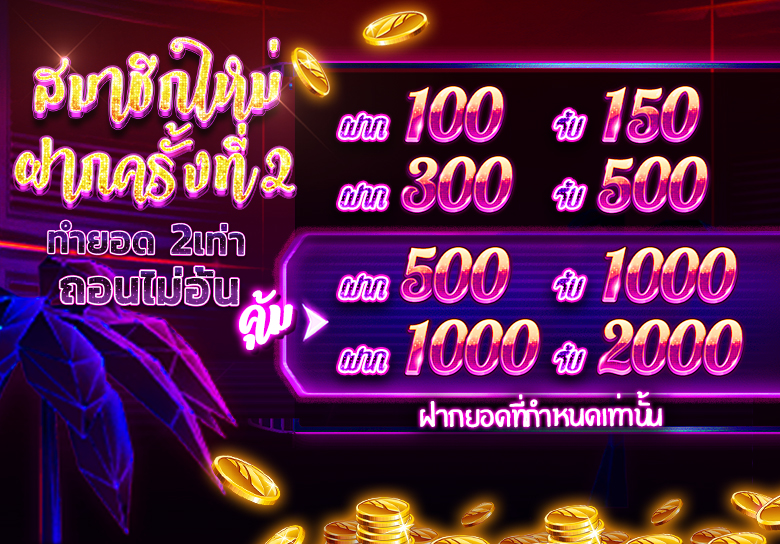 สมาชิกใหม่
ฝากครั้งที่ 2
ทำยอด 2เท่า
ถอนไม่อั้น
ฝาก 100 รับ 150
ฝาก 300 รับ 500
คุ้ม
ฝาก 500 รับ 1000
ฝาก 1000 รับ 2000
ฝากยอดที่กำหนดเท่านั้น